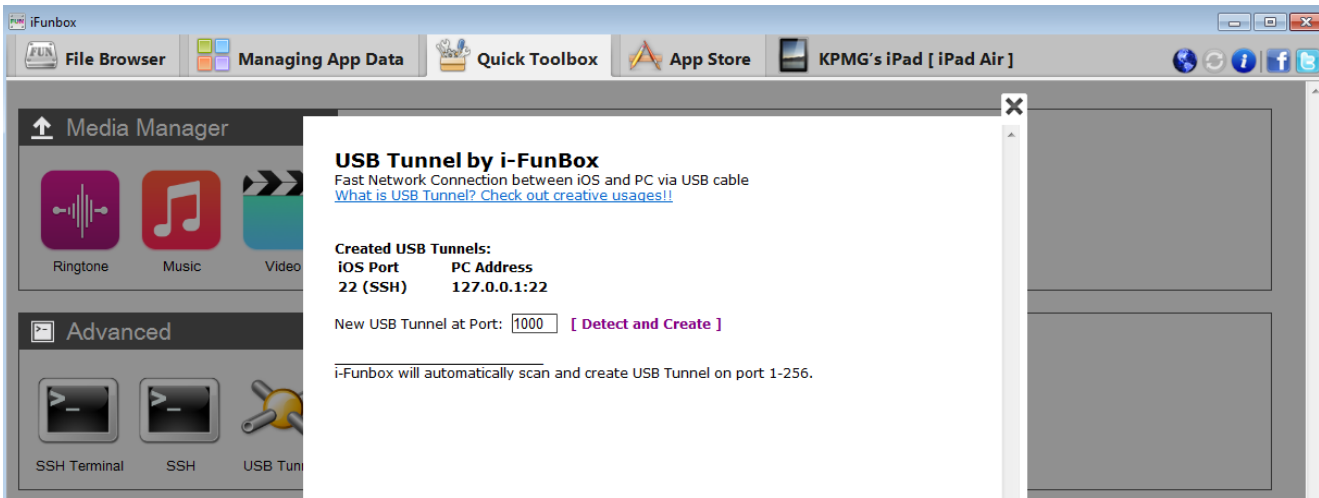 iFunbox
FUN File Browser Managing App Data Quick Toolbox App Store KPMG's iPad [ iPad Air ]
Media Manager
Ringtone Music Video
Advanced
SSH Terminal SSH USB Tun
USB Tunnel by i-FunBox
Fast Network Connection between iOS and PC via USB cable
What is USB Tunnel? Check out creative usages!!
Created USB Tunnels:
iOS Port PC Address
22 (SSH) 127.0.0.1:22
New USB Tunnel at Port: 1000 [ Detect and Create ]
i-Funbox will automatically scan and create USB Tunnel on port 1-256.